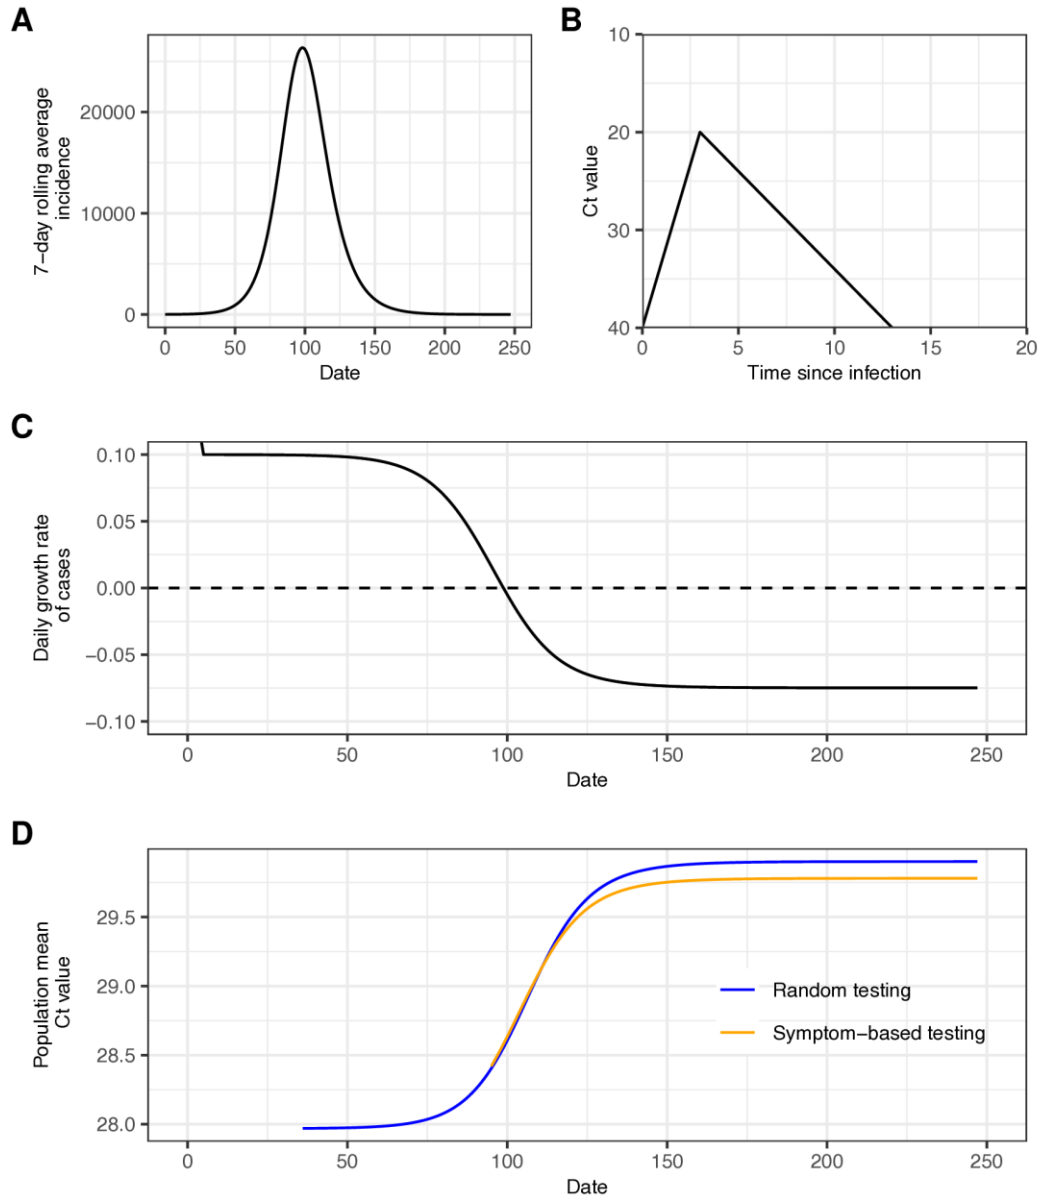 A
7−day rolling average
incidence
20000
10000
0
0 50 100 150 200 250
Date
B
Ct value
10
20
30
40
0 5 10 15 20
Time since infection
C
Daily growth rate
of cases
0.10
0.05
0.00
−0.05
−0.10
0 50 100 150 200 250
Date
D
Population mean
Ct value
29.5
29.0
28.5
28.0
Random testing
Symptom−based testing
0 50 100 150 200 250
Date